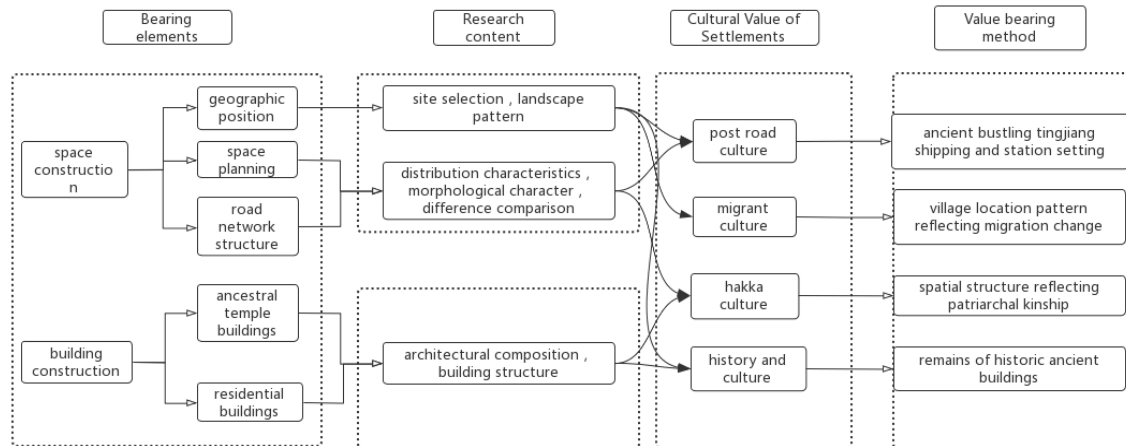 Bearing
elements
Research
content
Cultural Value of
Settlements
Value bearing
method
space
constructio
n
geographic
position
space
planning
road
network
structure
building
construction
ancestral
temple
buildings
residential
buildings
site selection , landscape
pattern
distribution characteristics ,
morphological character ,
difference comparison
architectural composition ,
building structure
post road
culture
migrant
culture
hakka
culture
history and
culture
ancient bustling tingjiang
shipping and station setting
village location pattern
reflecting migration change
spatial structure reflecting
patriarchal kinship
remains of historic ancient
buildings